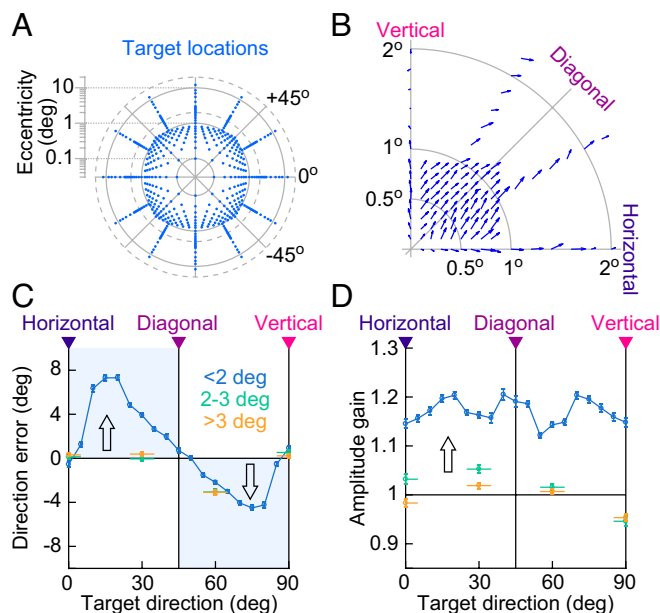 A
Target locations
Eccentricity
(deg)
10
1
0.1
+45°
0°
-45°
B
Vertical
2°
Diagonal
1°
0.5°
Horizontal
0.5°
1°
2°
C
Horizontal
Diagonal
Vertical
Direction error (deg)
8
4
0
-4
-8
<2 deg
2-3 deg
>3 deg
0
30
60
90
Target direction (deg)
D
Horizontal
Diagonal
Vertical
Amplitude gain
1.3
1.2
1.1
1
0.9
0
30
60
90
Target direction (deg)